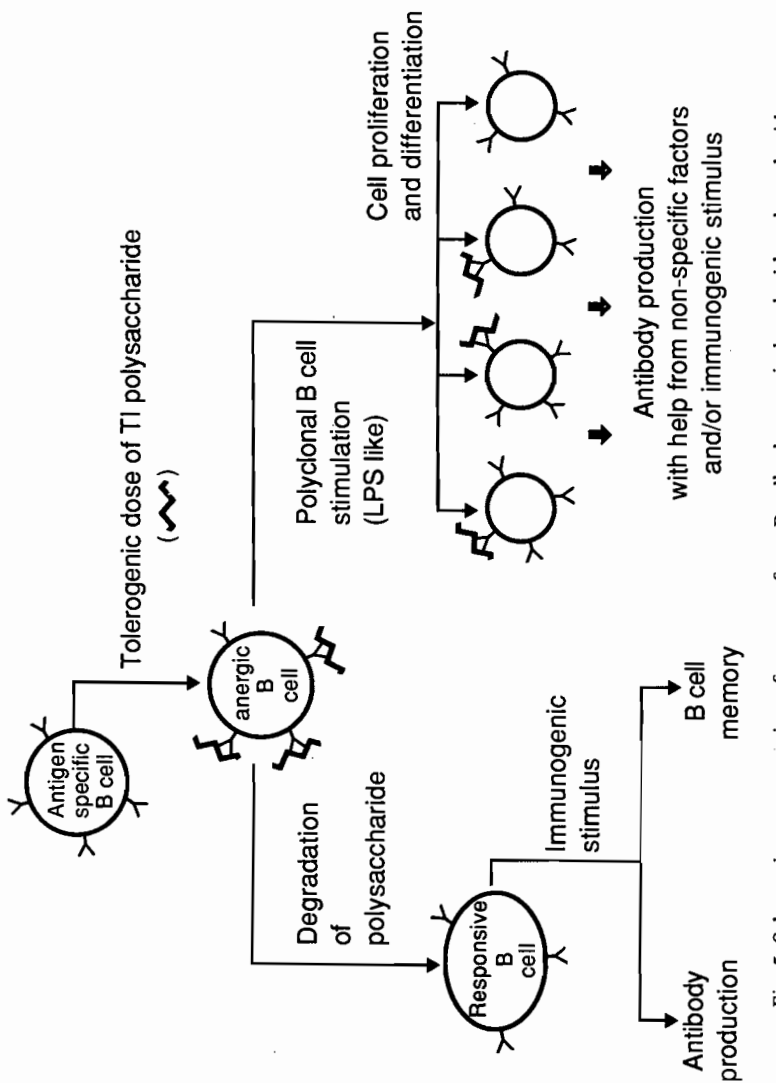 Antigen
specific
B cell
Tolerogenic dose of TI polysaccharide
( )
anergic
B
cell
Degradation
of
polysaccharide
Polyclonal B cell
stimulation
(LPS like)
Cell proliferation
and differentiation
Responsive
B
cell
Immunogenic
stimulus
Antibody
production
B cell
memory
Antibody production
with help from non-specific factors
and/or immunogenic stimulus